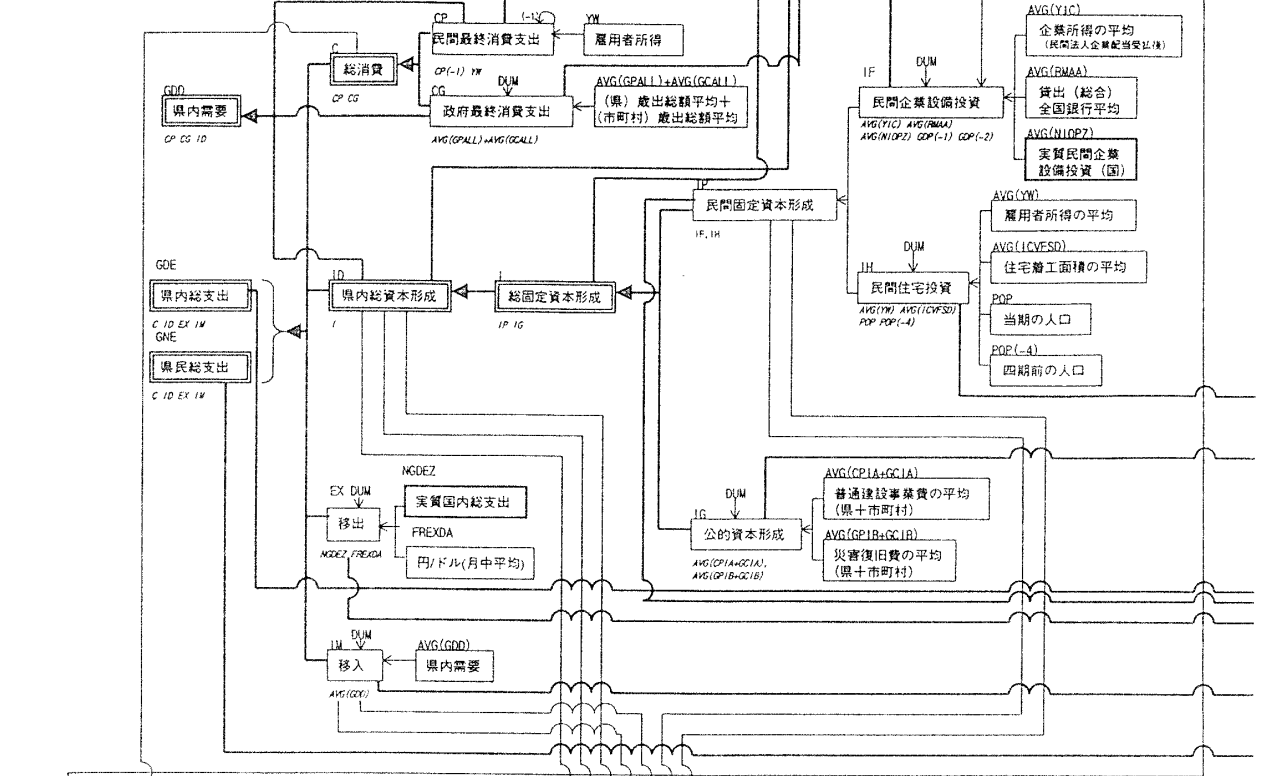 CP
(-1)
民間最終消費支出
YW
雇用者所得
CP(-1) YW
C
総消費
CP CG
GDD
県内需要
CP CG ID
CG
DUM
政府最終消費支出
AVG(GPALL)+AVG(GCALL)
AVG(GPALL)+AVG(GCALL)
（県）歳出総額平均＋
（市町村）歳出総額平均
AVG(YIC)
企業所得の平均
（民間法人企業配当受払後）
IF
DUM
民間企業設備投資
AVG(YIC) AVG(RMAA)
AVG(NIOPZ) GDP(-1) GDP(-2)
AVG(RMAA)
貸出（総合）
全国銀行平均
AVG(NIOPZ)
実質民間企業
設備投資（国）
IP
民間固定資本形成
IF, IH
AVG(YW)
雇用者所得の平均
IH
DUM
民間住宅投資
AVG(YW) AVG(ICVFSD)
POP POP(-4)
AVG(ICVFSD)
住宅着工面積の平均
POP
当期の人口
POP(-4)
四期前の人口
GDE
県内総支出
C ID EX IM
GNE
県民総支出
C ID EX IM
ID
県内総資本形成
I
I
総固定資本形成
IP IG
NGDEZ
実質国内総支出
EX DUM
移出
NGDEZ FREXDA
FREXDA
円/ドル(月中平均)
IG
DUM
公的資本形成
AVG(CPIA+GCIA),
AVG(GPIB+GCIB)
AVG(CPIA+GCIA)
普通建設事業費の平均
(県＋市町村)
AVG(GPIB+GCIB)
災害復旧費の平均
(県＋市町村)
IM
DUM
移入
AVG(GDD)
AVG(GDD)
県内需要